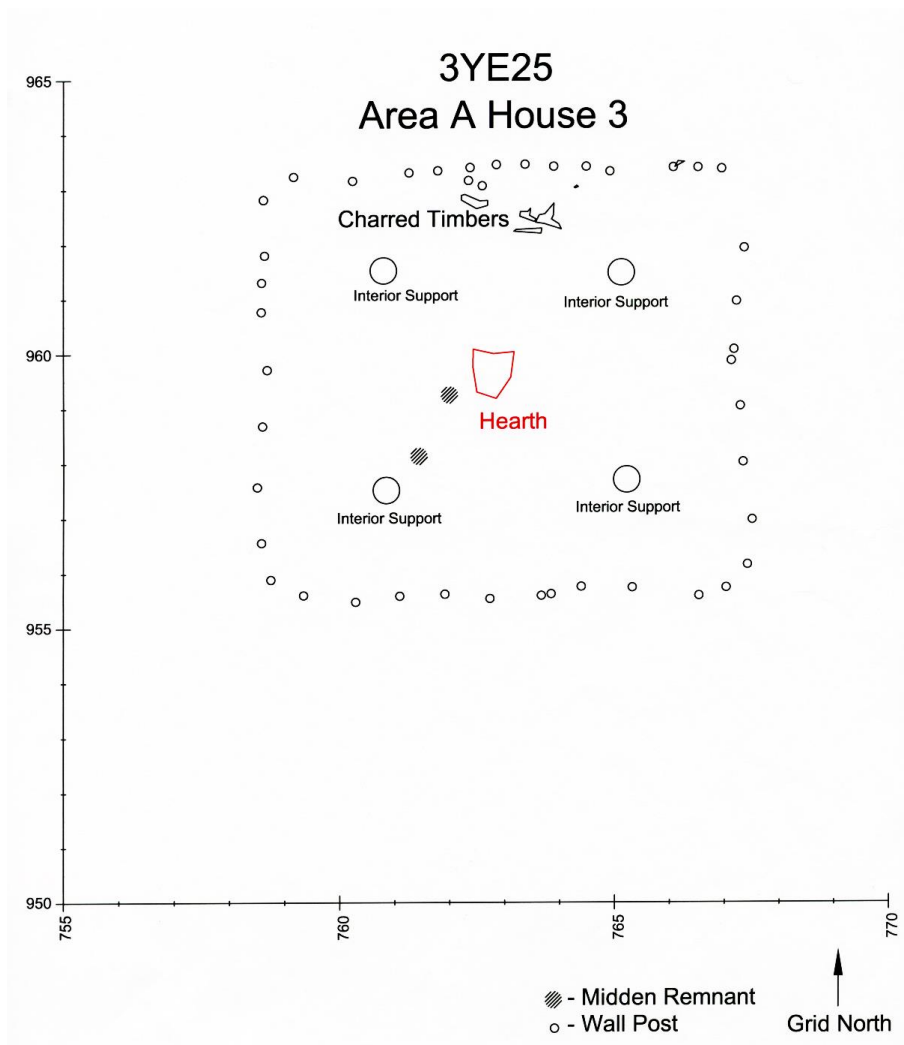 3YE25
Area A House 3
965
Charred Timbers
Interior Support
Interior Support
960
Hearth
Interior Support
Interior Support
955
950
755
760
765
770
- Midden Remnant
- Wall Post
Grid North